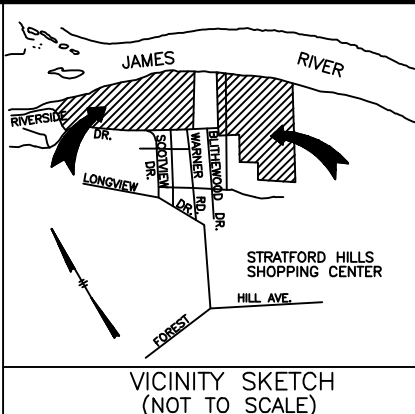 JAMES
RIVER
RIVERSIDE
DR.
SCOTVIEW
DR.
WARNER
RD.
BLITHEWOOD
DR.
LONGVIEW
DR.
STRATFORD HILLS
SHOPPING CENTER
HILL AVE.
FOREST
VICINITY SKETCH
(NOT TO SCALE)